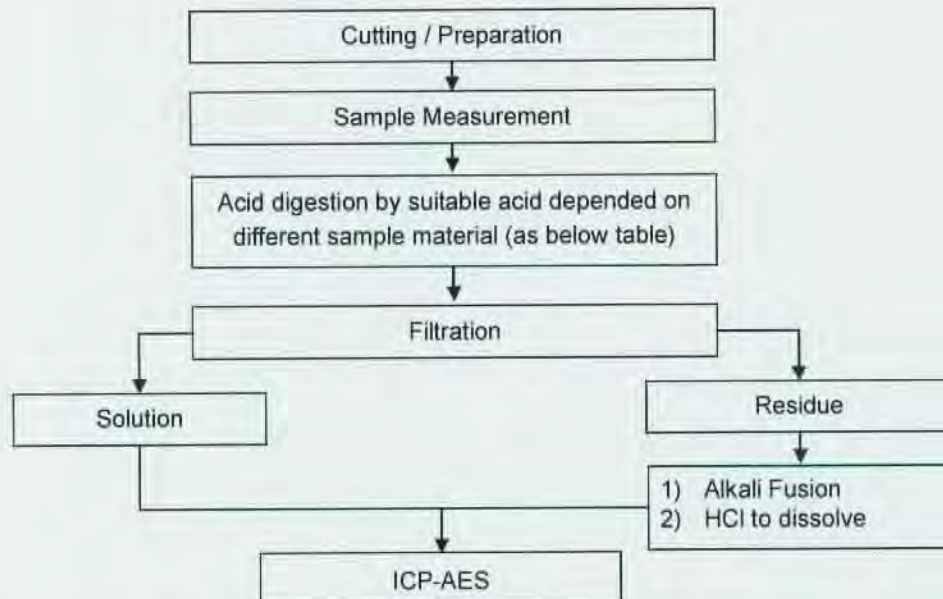 Cutting / Preparation
Sample Measurement
Acid digestion by suitable acid depended on
different sample material (as below table)
Filtration
Solution
Residue
1) Alkali Fusion
2) HCl to dissolve
ICP-AES